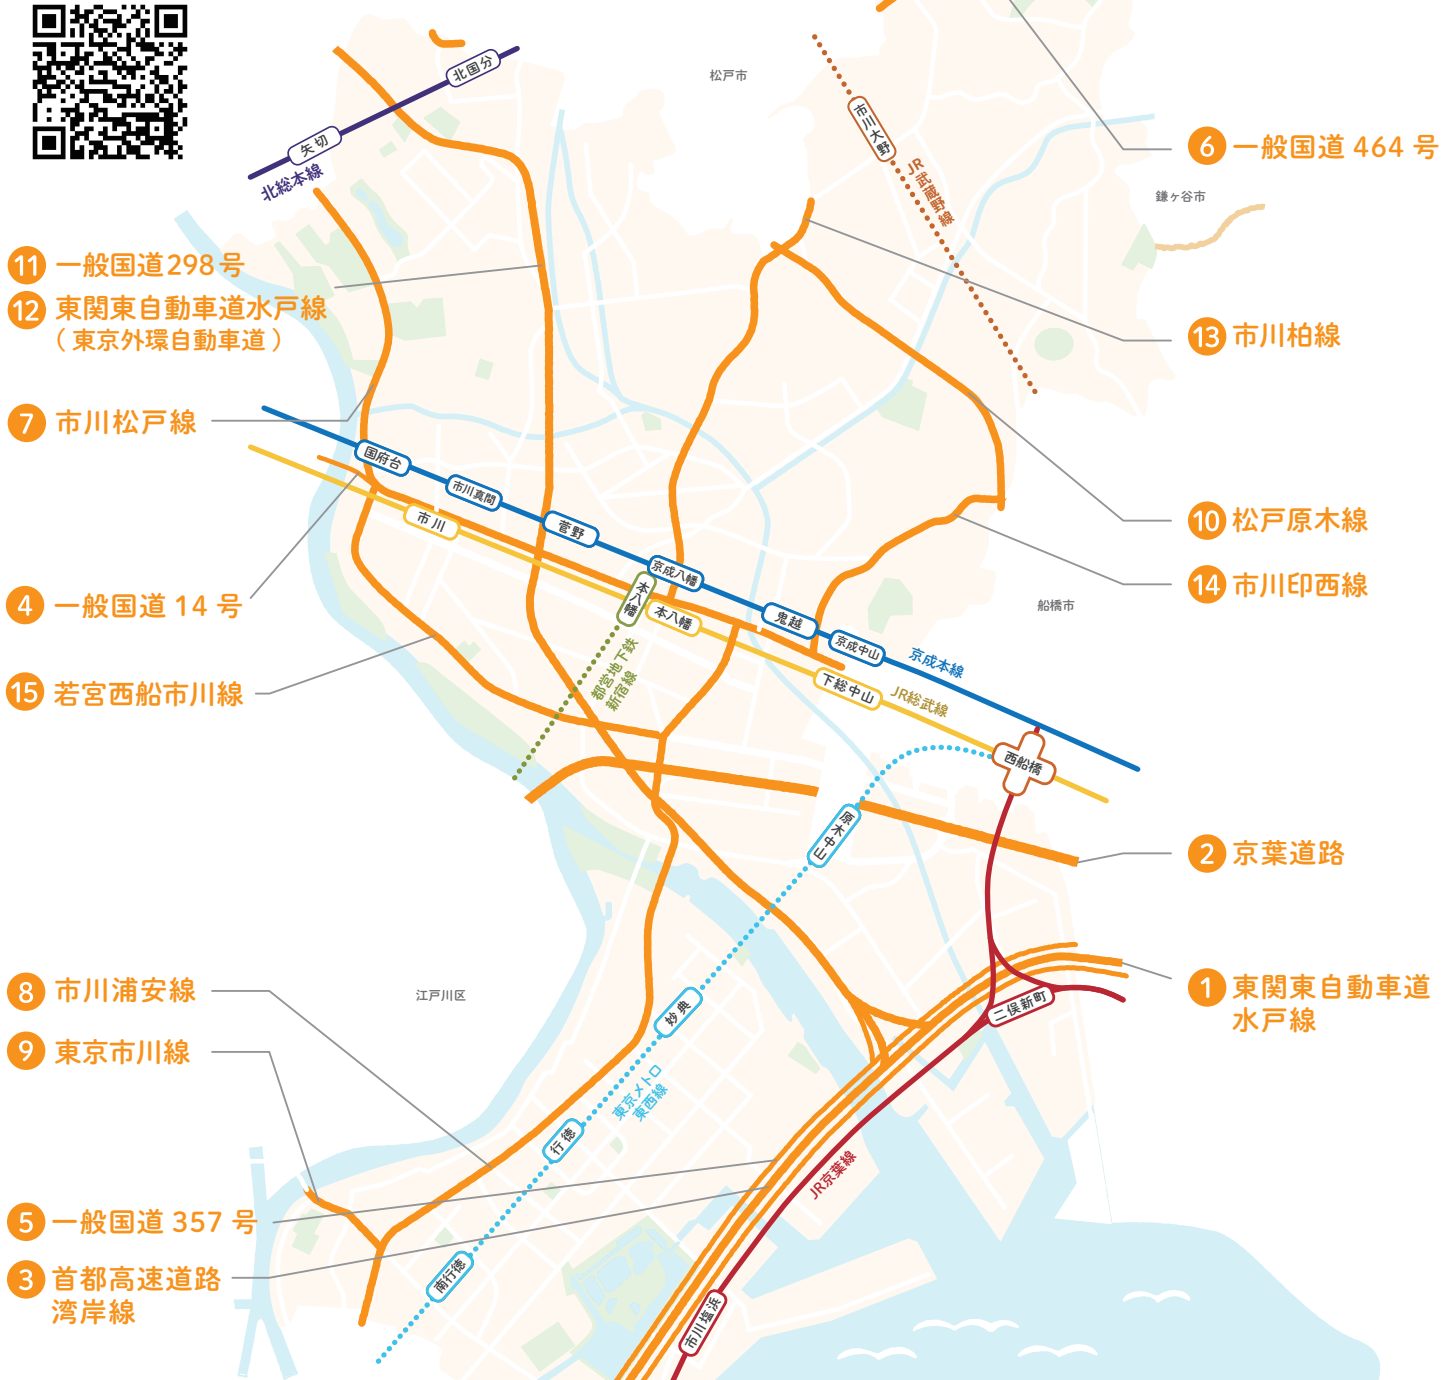 北国分
矢切
北総本線
松戸市
市川大野
JR武蔵野線
6 一般国道 464 号
鎌ヶ谷市
11 一般国道298号
12 東関東自動車道水戸線
(東京外環自動車道)
13 市川柏線
7 市川松戸線
国府台
市川真間
市川
菅野
京成八幡
本八幡
本八幡
鬼越
京成中山
京成本線
下総中山
JR総武線
都営地下鉄
新宿線
10 松戸原木線
14 市川印西線
船橋市
4 一般国道 14 号
15 若宮西船市川線
西船橋
原木中山
2 京葉道路
8 市川浦安線
江戸川区
妙典
二俣新町
1 東関東自動車道
水戸線
9 東京市川線
東京メトロ
東西線
行徳
JR京葉線
5 一般国道 357 号
3 首都高速道路
湾岸線
南行徳
市川塩浜